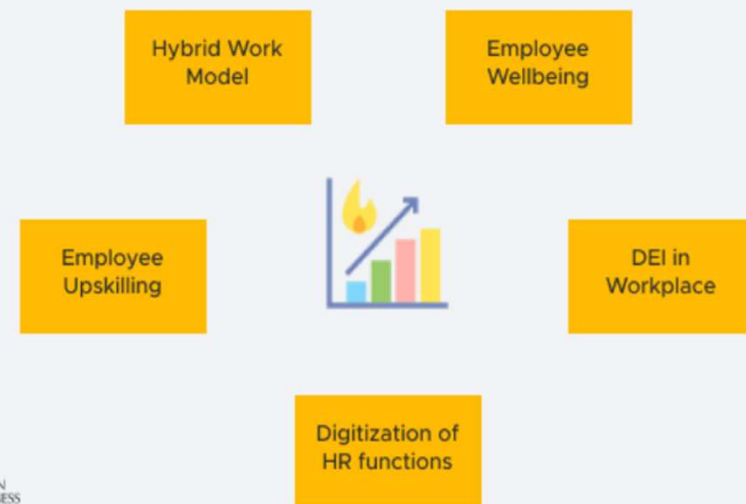 Hybrid Work
Model
Employee
Wellbeing
Employee
Upskilling
DEI in
Workplace
Digitization of
HR functions